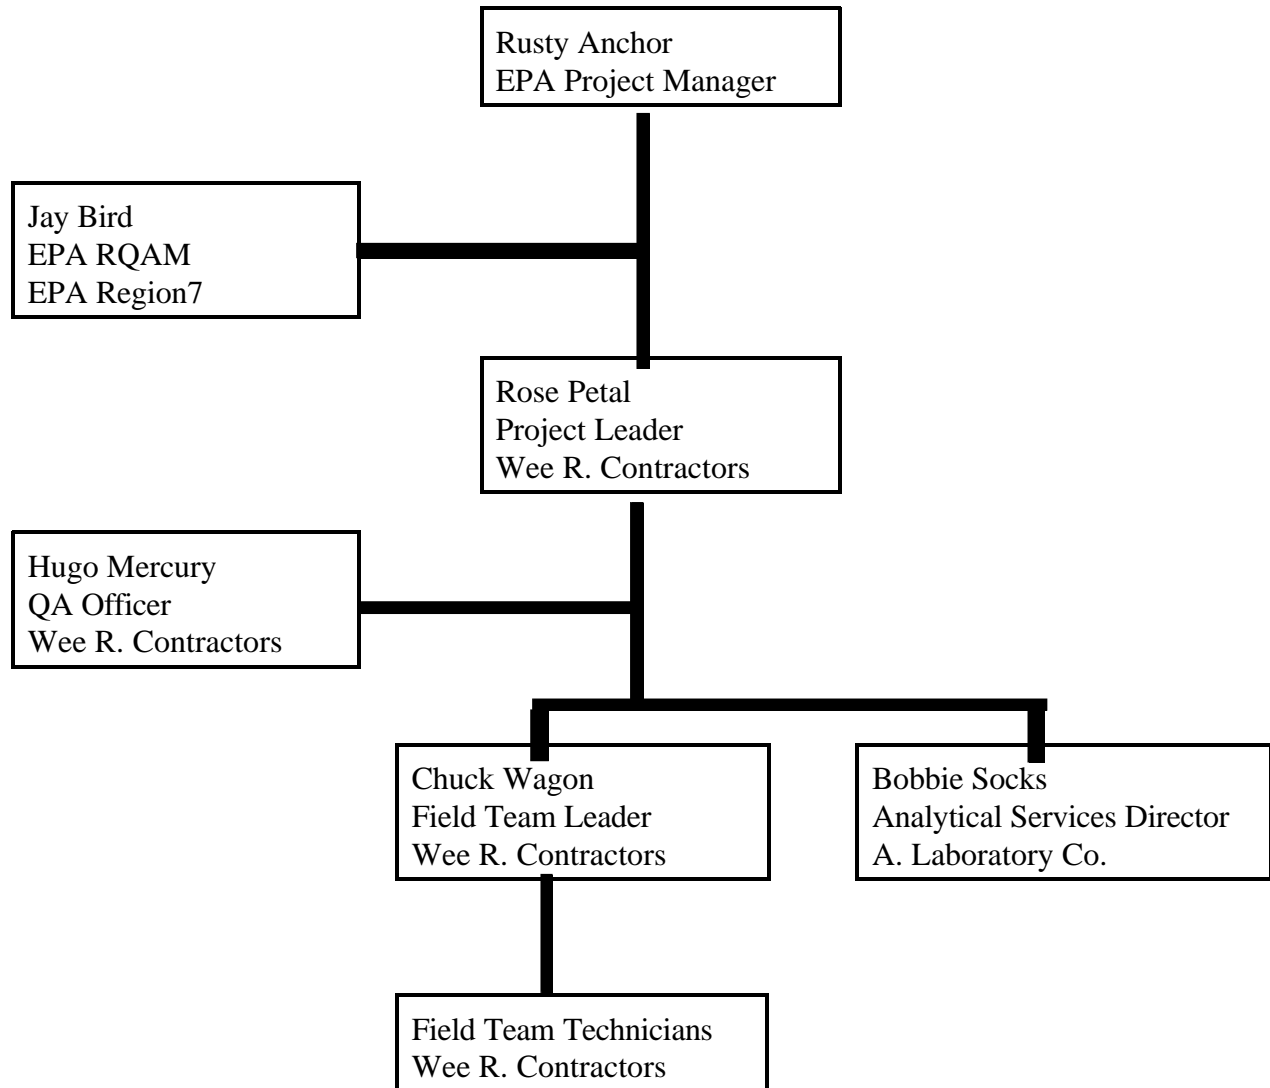 Rusty Anchor
EPA Project Manager
Jay Bird
EPA RQAM
EPA Region7
Rose Petal
Project Leader
Wee R. Contractors
Hugo Mercury
QA Officer
Wee R. Contractors
Chuck Wagon
Field Team Leader
Wee R. Contractors
Bobbie Socks
Analytical Services Director
A. Laboratory Co.
Field Team Technicians
Wee R. Contractors